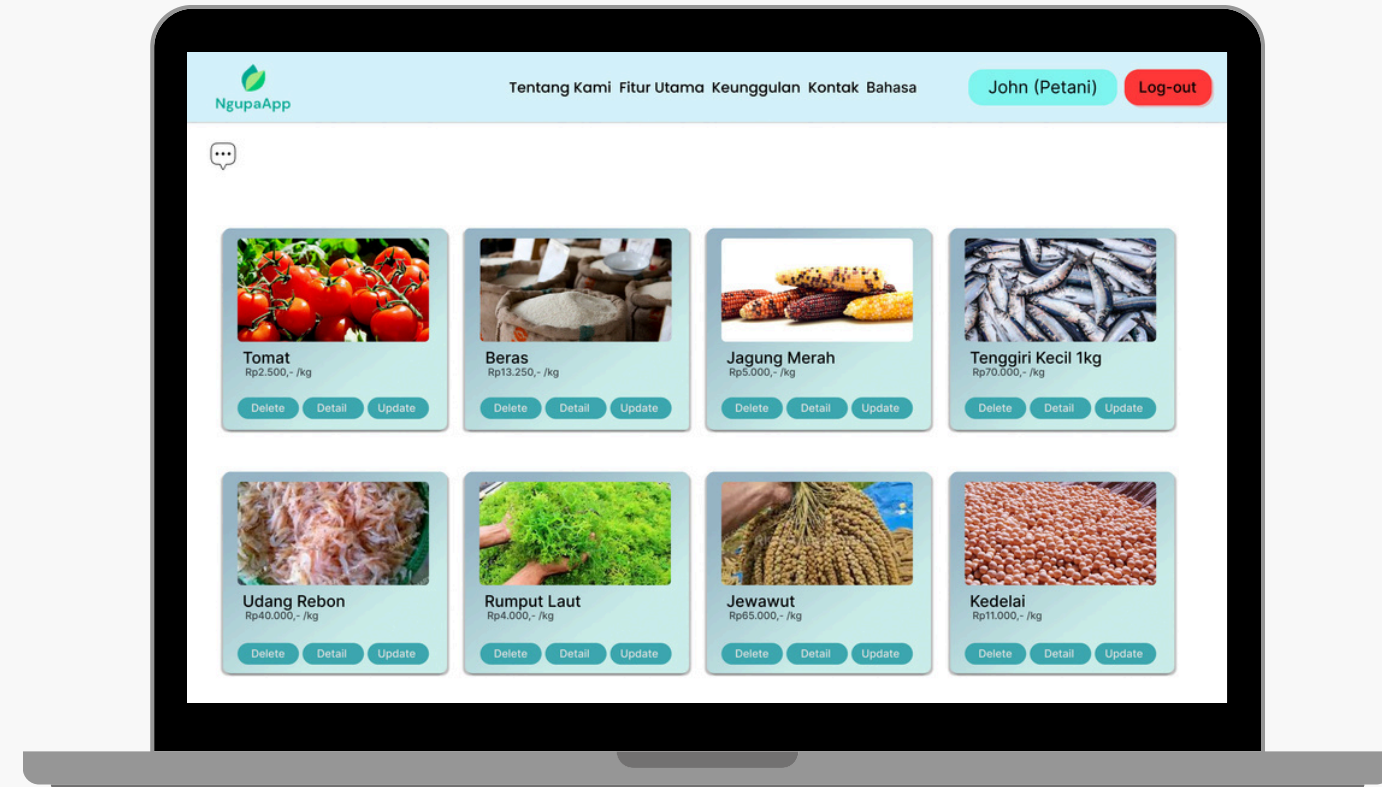 NgupaApp
Tentang Kami Fitur Utama Keunggulan Kontak Bahasa
John (Petani)
Log-out
Tomat
Rp2.500,- /kg
Delete Detail Update
Beras
Rp13.250,- /kg
Delete Detail Update
Jagung Merah
Rp5.000,- /kg
Delete Detail Update
Tenggiri Kecil 1kg
Rp70.000,- /kg
Delete Detail Update
Udang Rebon
Rp40.000,- /kg
Delete Detail Update
Rumput Laut
Rp4.000,- /kg
Delete Detail Update
Jewawut
Rp65.000,- /kg
Delete Detail Update
Kedelai
Rp11.000,- /kg
Delete Detail Update